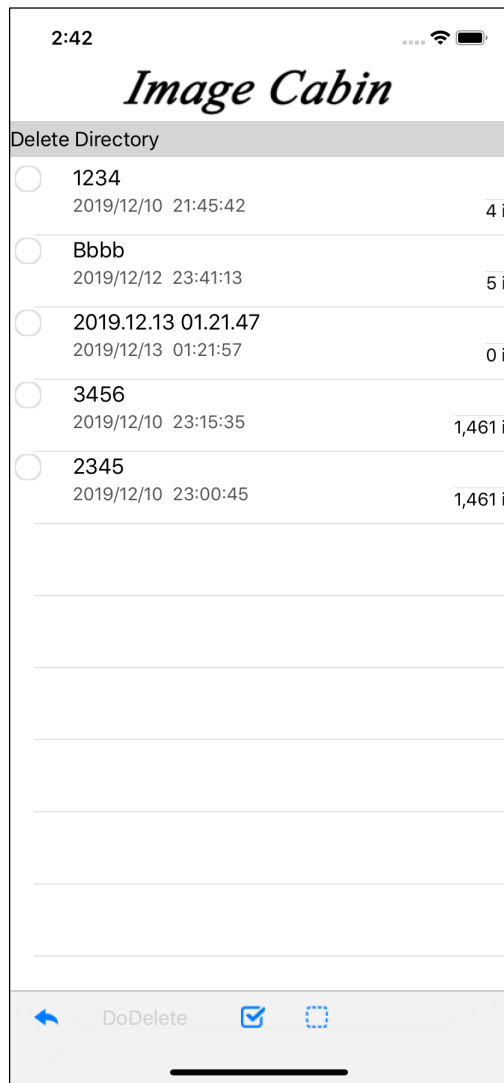 2:42
Image Cabin
Delete Directory
1234
2019/12/10 21:45:42
4 i
Bbbb
2019/12/12 23:41:13
5 i
2019.12.13 01.21.47
2019/12/13 01:21:57
0 i
3456
2019/12/10 23:15:35
1,461 i
2345
2019/12/10 23:00:45
1,461 i
DoDelete